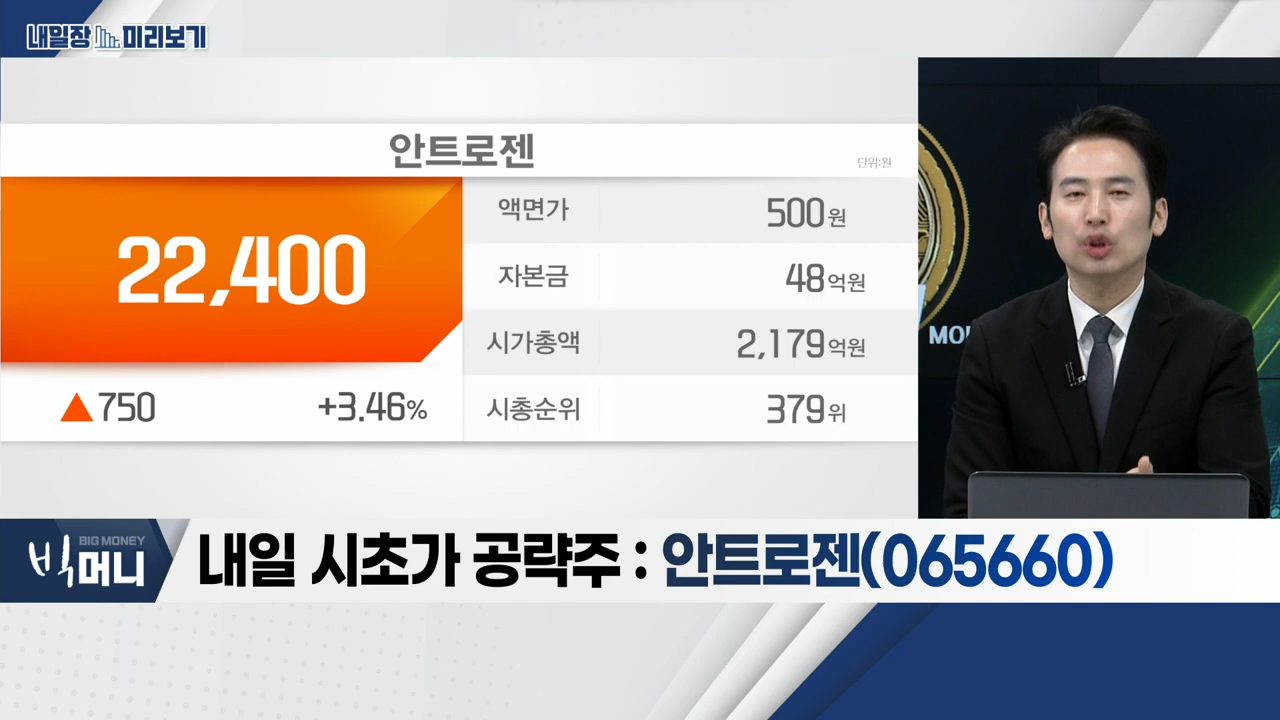 내일장 미리보기
안트로젠
단위:원
22,400
▲750 +3.46%
액면가 500원
자본금 48억원
시가총액 2,179억원
시총순위 379위
BIG MONEY
빅머니
내일 시초가 공략주 : 안트로젠(065660)